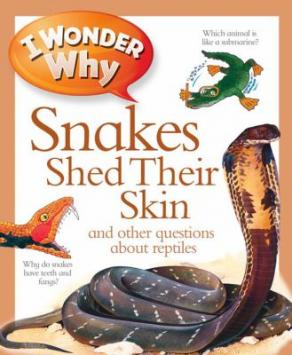 I WONDER
Why
Which animal is
like a submarine?
Snakes
Shed Their
Skin
and other questions
about reptiles
Why do snakes
have teeth and
fangs?